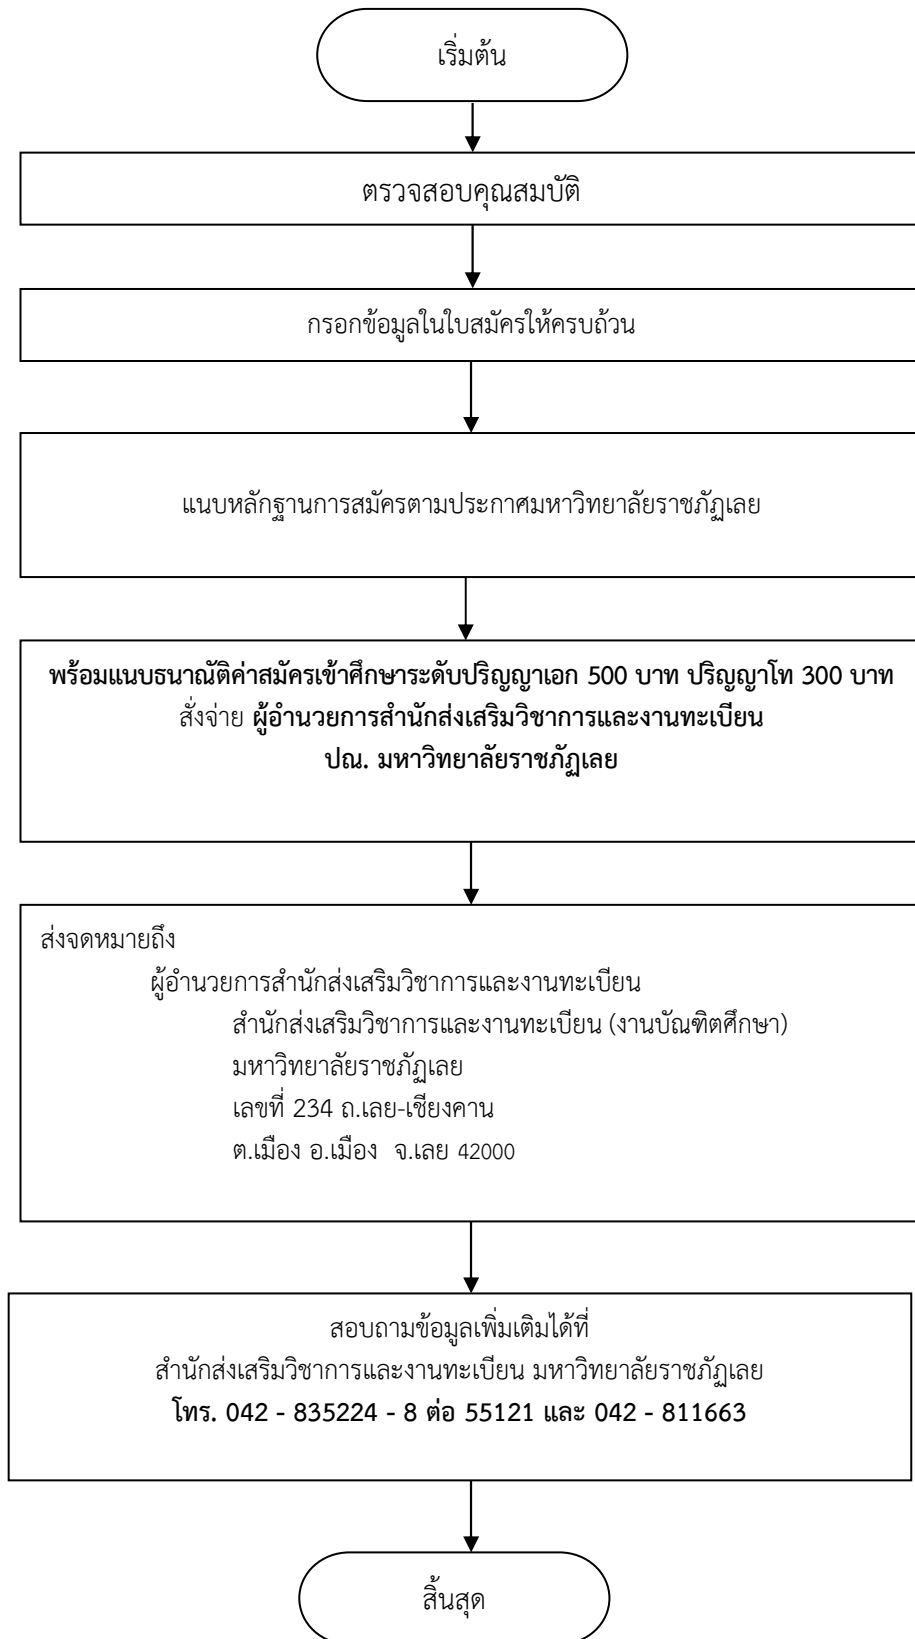 เริ่มต้น
ตรวจสอบคุณสมบัติ
กรอกข้อมูลในใบสมัครให้ครบถ้วน
แนบหลักฐานการสมัครตามประกาศมหาวิทยาลัยราชภัฏเลย
พร้อมแนบธนาณัติค่าสมัครเข้าศึกษาระดับปริญญาเอก 500 บาท ปริญญาโท 300 บาท
สั่งจ่าย ผู้อำนวยการสำนักส่งเสริมวิชาการและงานทะเบียน
ปณ. มหาวิทยาลัยราชภัฏเลย
ส่งจดหมายถึง
ผู้อำนวยการสำนักส่งเสริมวิชาการและงานทะเบียน
สำนักส่งเสริมวิชาการและงานทะเบียน (งานบัณฑิตศึกษา)
มหาวิทยาลัยราชภัฏเลย
เลขที่ 234 ถ.เลย-เชียงคาน
ต.เมือง อ.เมือง จ.เลย 42000
สอบถามข้อมูลเพิ่มเติมได้ที่
สำนักส่งเสริมวิชาการและงานทะเบียน มหาวิทยาลัยราชภัฏเลย
โทร. 042 - 835224 - 8 ต่อ 55121 และ 042 - 811663
สิ้นสุด